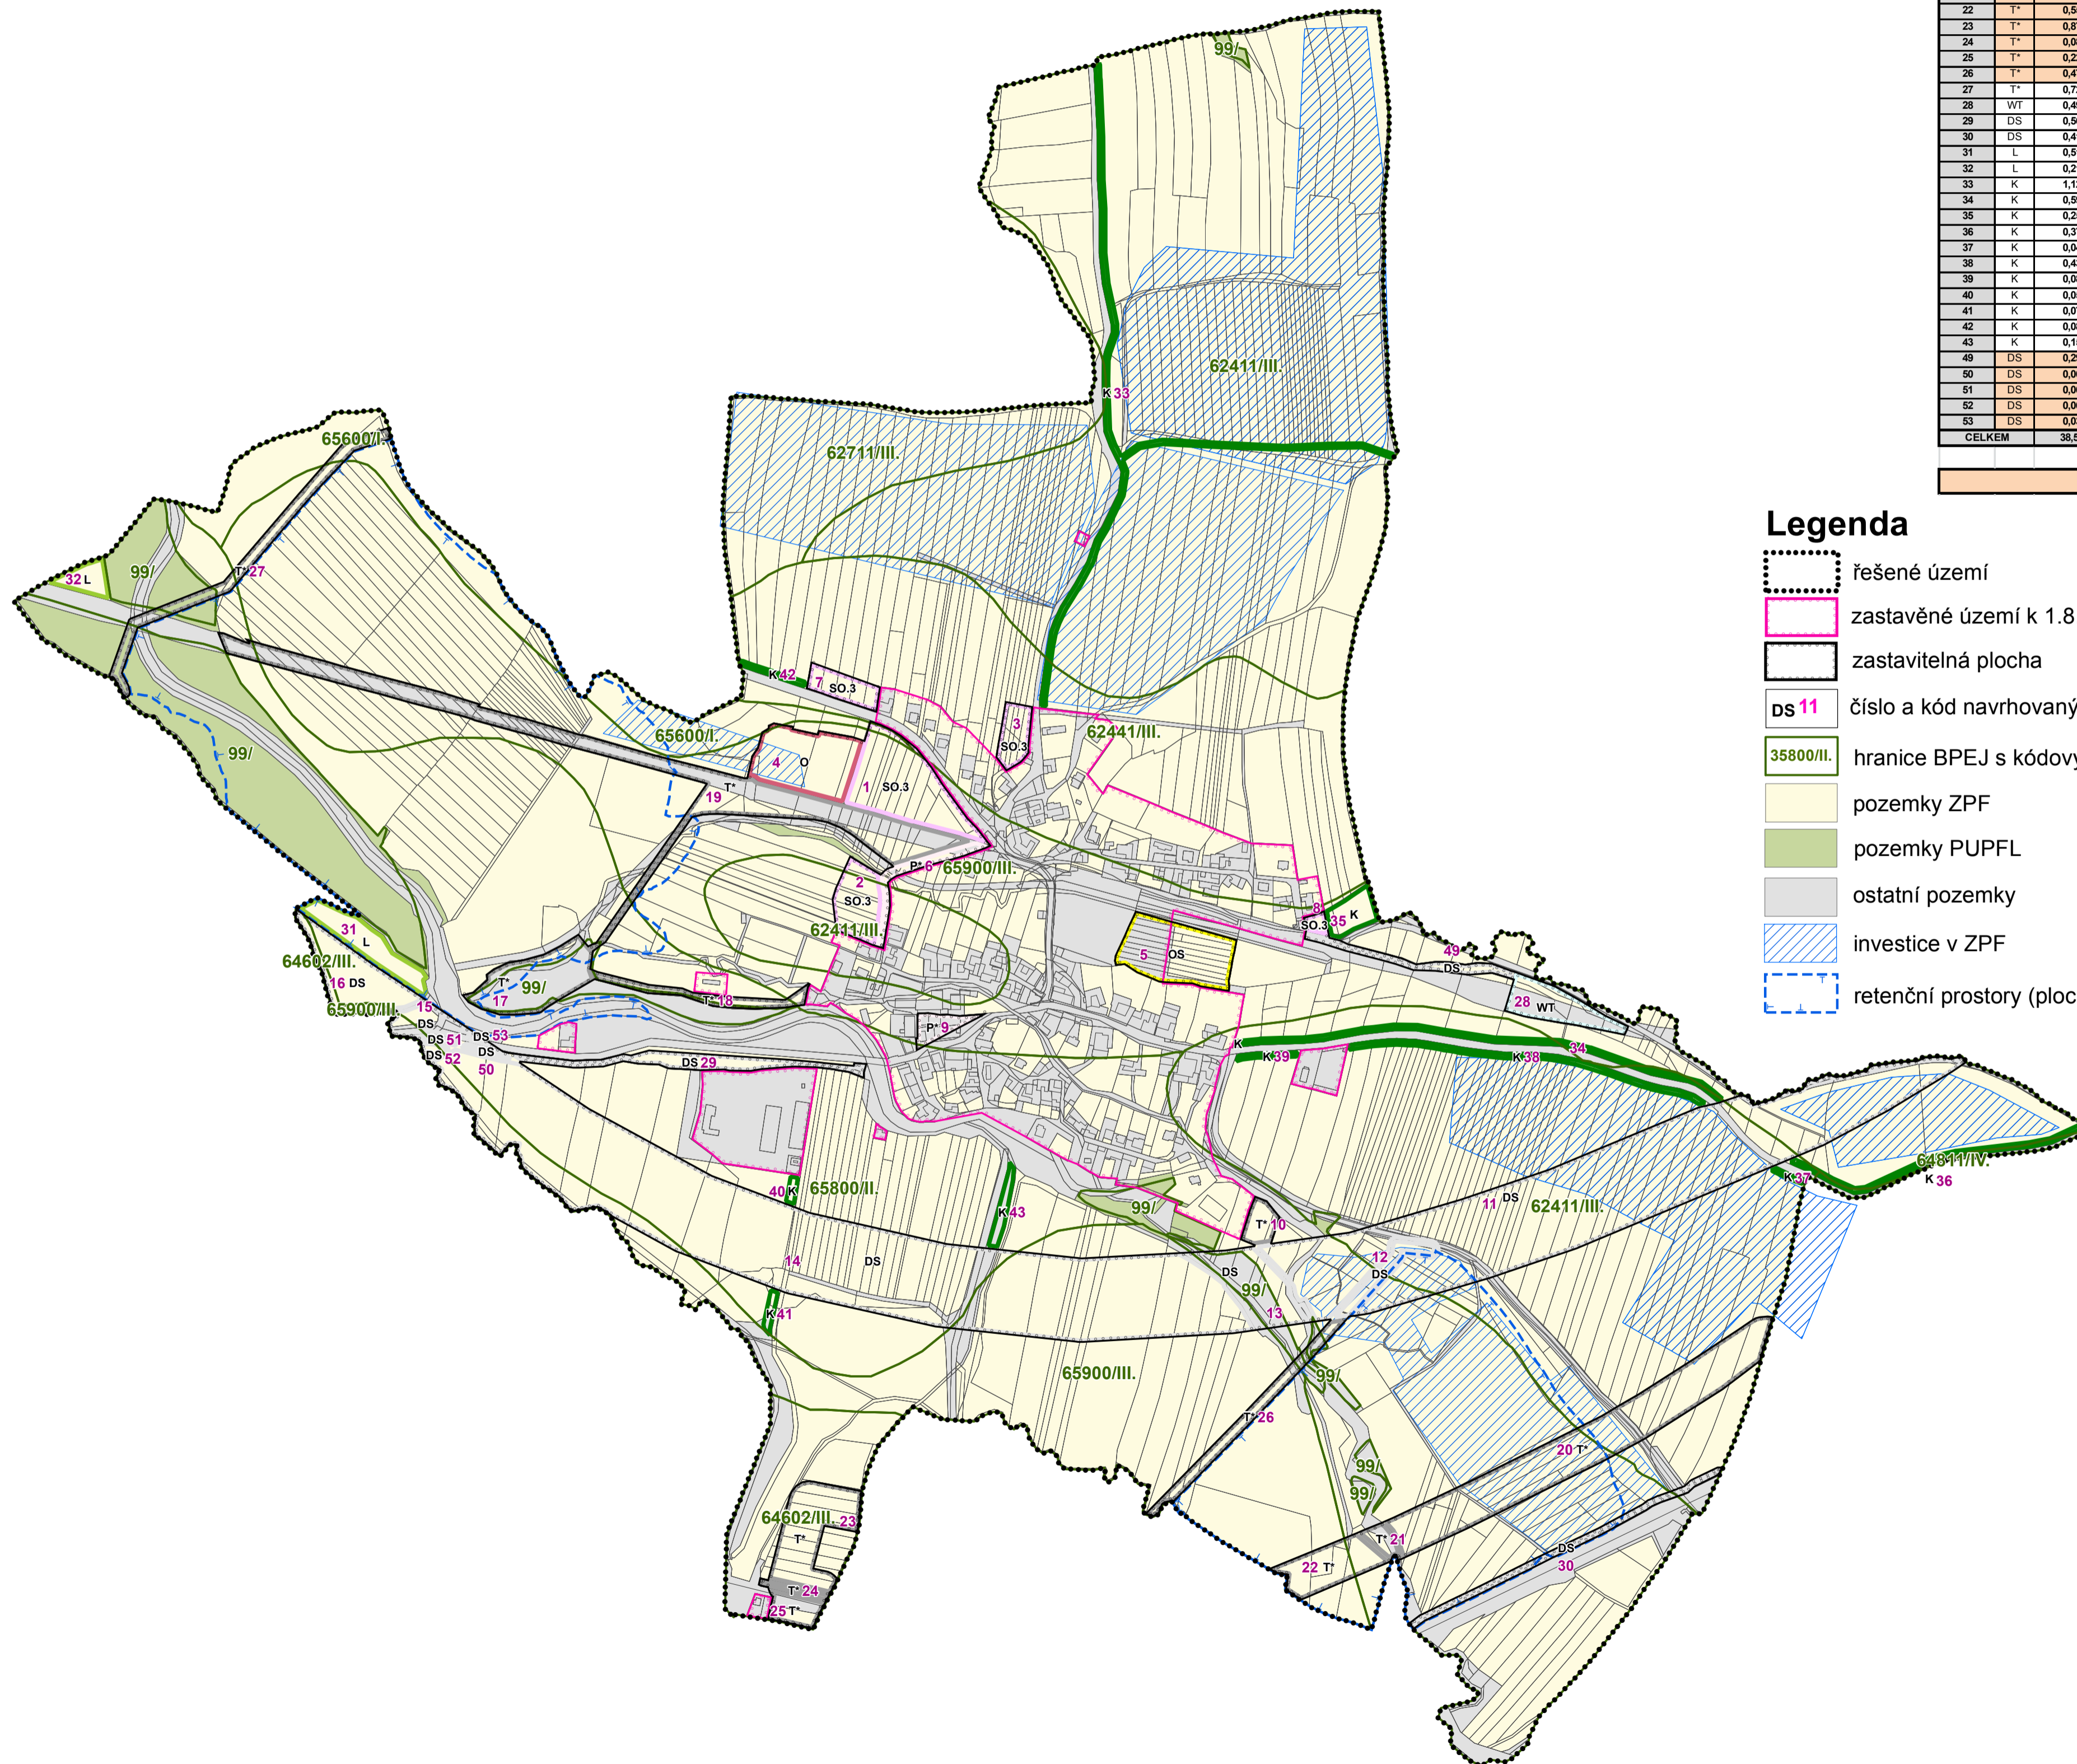 22 T*
23 T*
24 T*
25 T*
26 T*
27 T*
28 WT
29 DS
30 DS
31 L
32 L
33 K
34 K
35 K
36 K
37 K
38 K
39 K
40 K
41 K
42 K
43 K
49 DS
50 DS
51 DS
52 DS
53 DS
CELKEM 38,5
Legenda
řešené území
zastavěné území k 1.8
zastavitelná plocha
DS 11 číslo a kód navrhovaný
35800/II. hranice BPEJ s kódový
pozemky ZPF
pozemky PUPFL
ostatní pozemky
investice v ZPF
retenční prostory (ploc
99/
62411/III.
K 33
65600/I.
62711/III.
32 L
99/
T* 27
99/
K 42
7
SO.3
3
SO.3
62441/III.
65600/I.
4 O
1 SO.3
T*
19
P* 6
65900/III.
2
SO.3
62411/III.
8
SO.3
35 K
5 OS
49
DS
28
WT
31
L
64602/III.
16 DS
65900/III.
15
DS
DS 51
DS 52
DS 53
DS
50
T*
17
99/
T* 18
P* 9
DS 29
K
K 39
K 38
34
64811/IV.
K 37
K 36
40 K
65800/II.
K 43
99/
T* 10
11 DS
62411/III.
14
DS
12
DS
DS
99/
13
K 41
65900/III.
99/
T* 26
20 T*
99/
99/
64602/III.
23
T*
T* 24
25 T*
T* 21
22 T*
DS
30